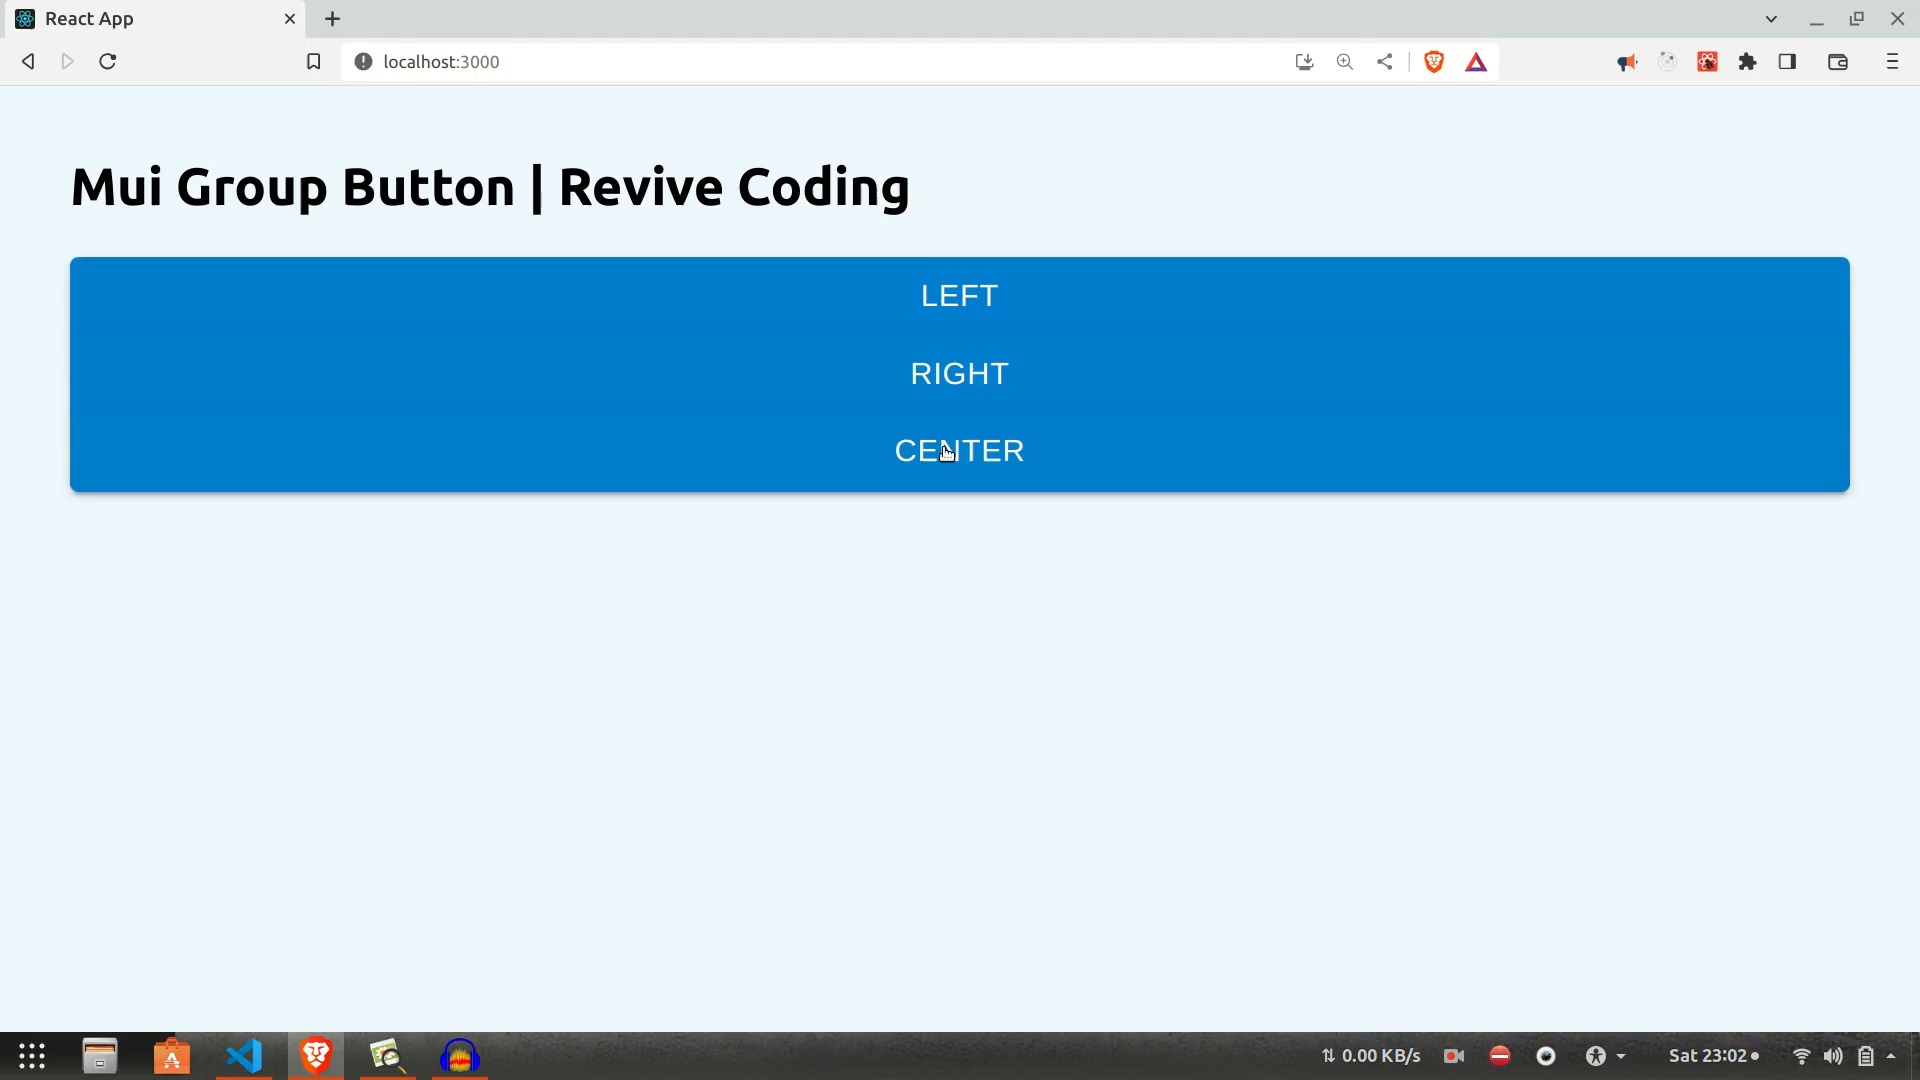 React App
localhost:3000
Mui Group Button | Revive Coding
LEFT
RIGHT
CENTER
0.00 KB/s
Sat 23:02